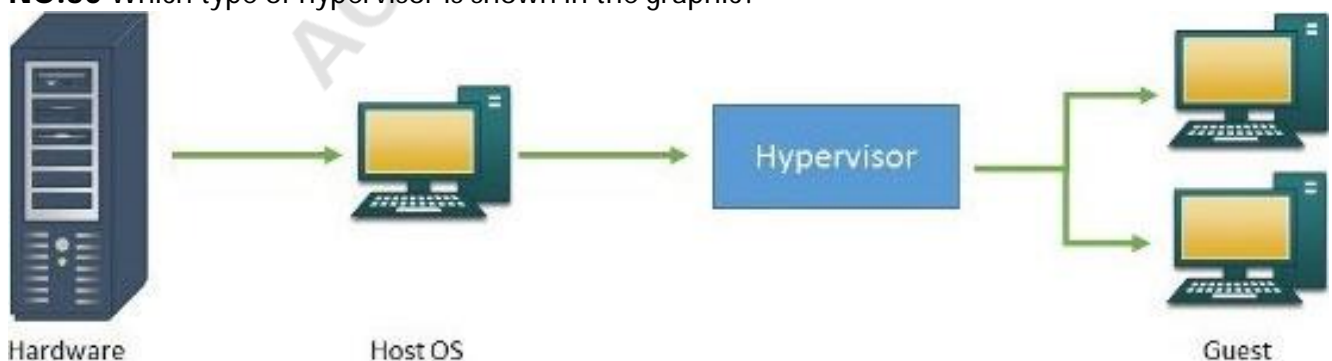 Which type of hypervisor is shown in the graphic?
Hypervisor
Hardware
Host OS
Guest